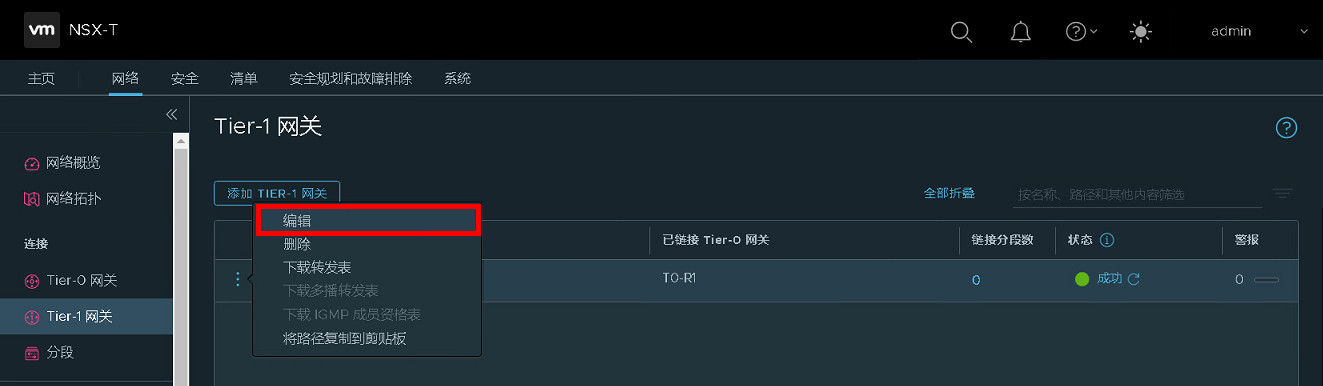 vm NSX-T
admin
主页 网络 安全 清单 安全规划和故障排除 系统
Tier-1 网关
网络概览
网络拓扑
连接
Tier-0 网关
Tier-1 网关
分段
添加 TIER-1 网关
全部折叠
按名称、路径和其他内容筛选
编辑
删除
下载转发表
下载多播转发表
下载 IGMP 成员资格表
将路径复制到剪贴板
已链接 Tier-0 网关 链接分段数 状态 警报
T0-R1 0 成功 0